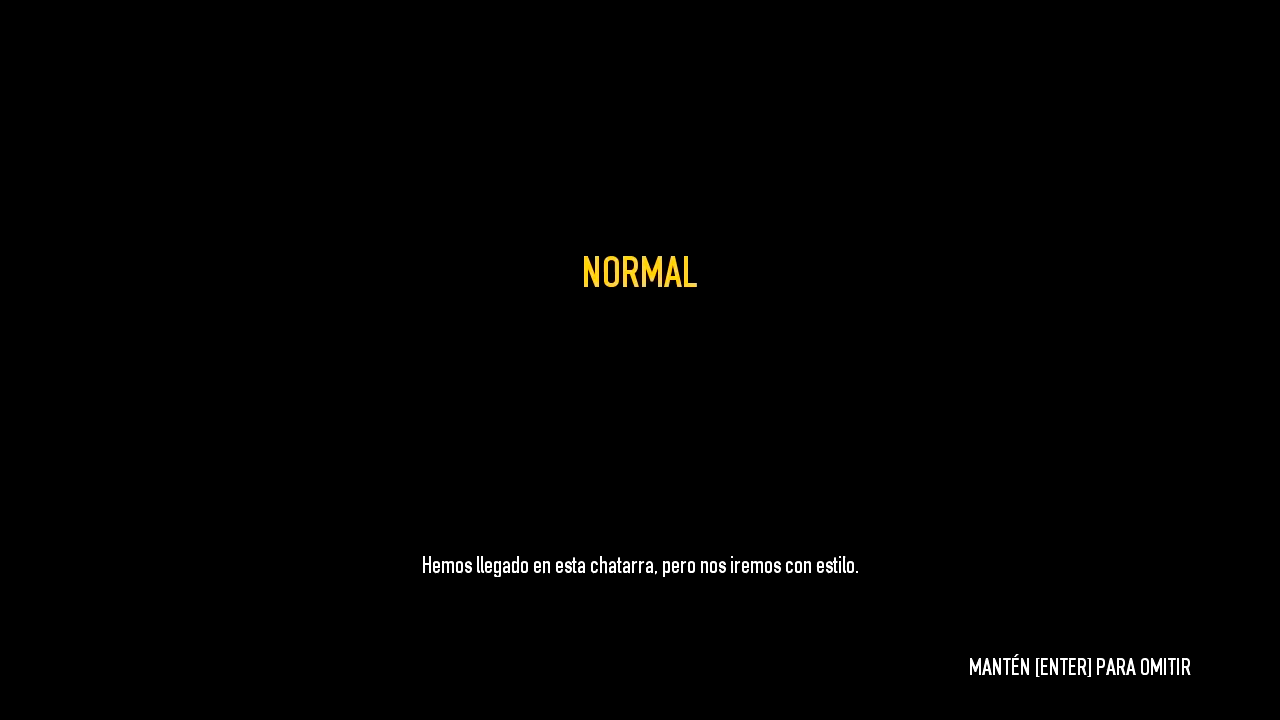 NORMAL
Hemos llegado en esta chatarra, pero nos iremos con estilo.
MANTÉN [ENTER] PARA OMITIR